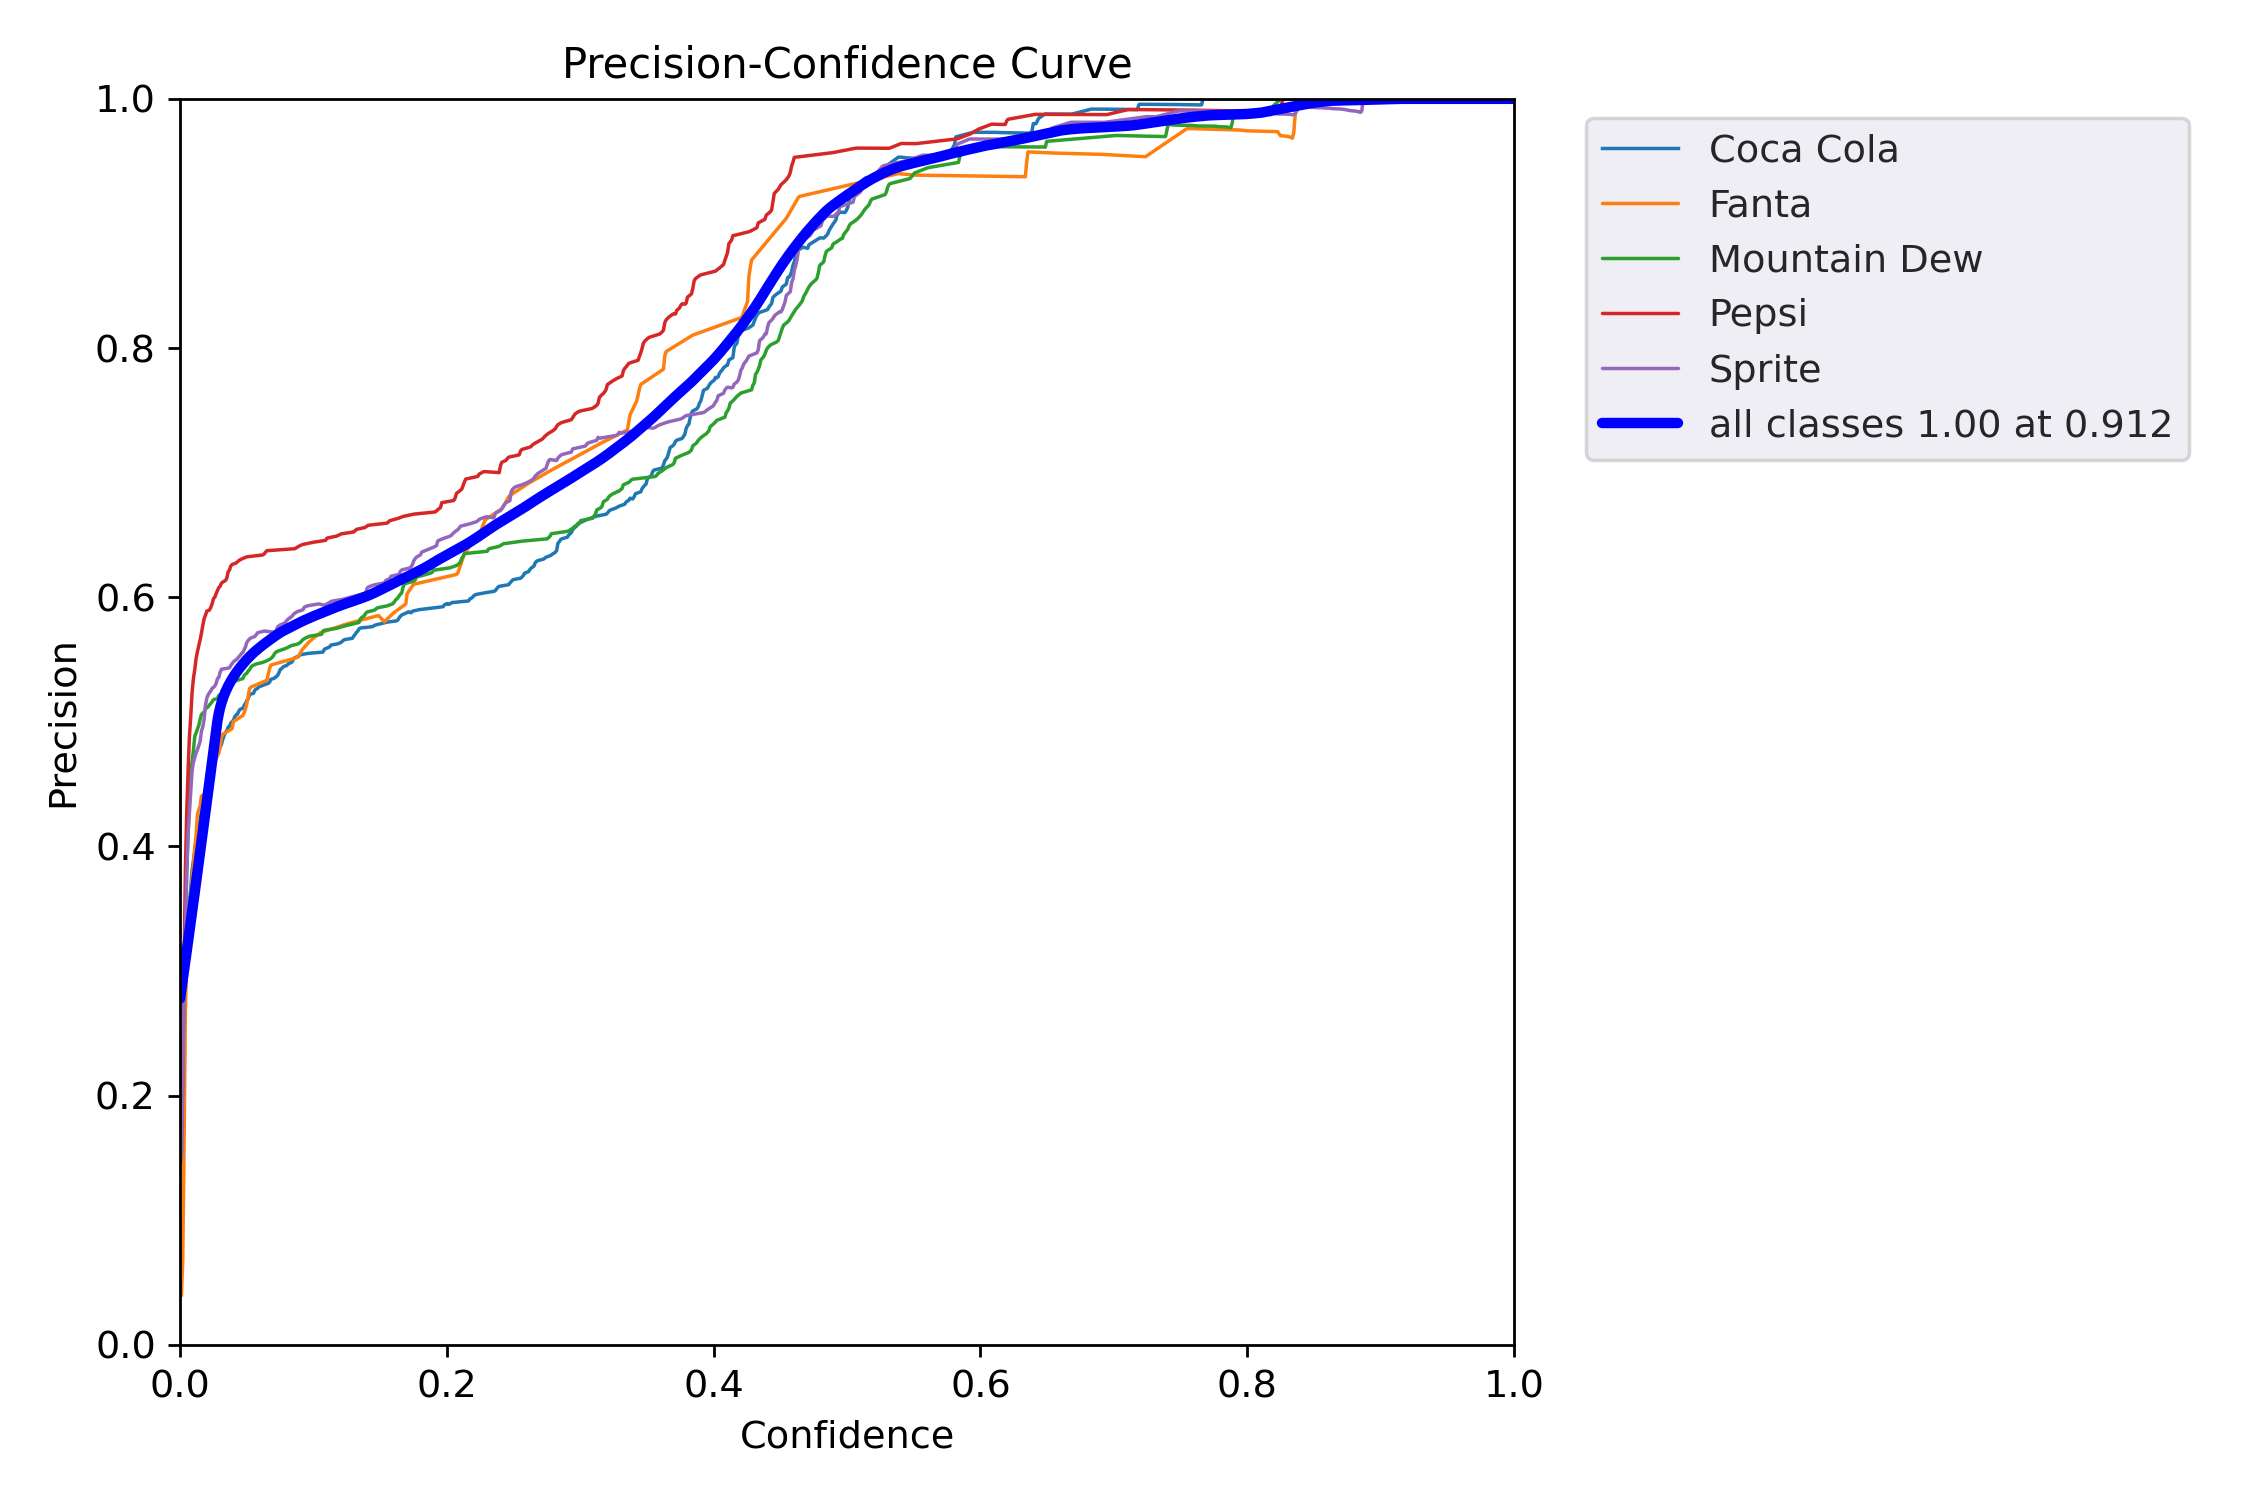 Precision-Confidence Curve
1.0
0.8
0.6
0.4
0.2
0.0
Precision
0.0 0.2 0.4 0.6 0.8 1.0
Confidence
Coca Cola
Fanta
Mountain Dew
Pepsi
Sprite
all classes 1.00 at 0.912